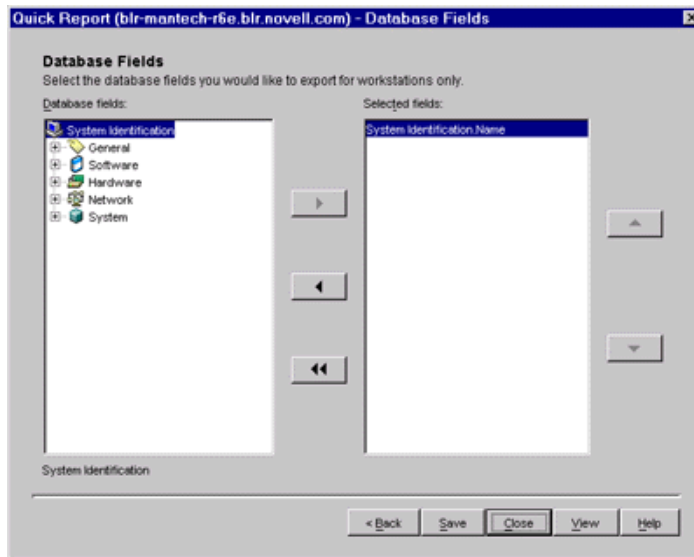 Quick Report (blr-mantech-r6e.blr.novell.com) - Database Fields
Database Fields
Select the database fields you would like to export for workstations only.
Database fields:
Selected fields:
System Identification
General
Software
Hardware
Network
System
System Identification.Name
System Identification
< Back
Save
Close
View
Help